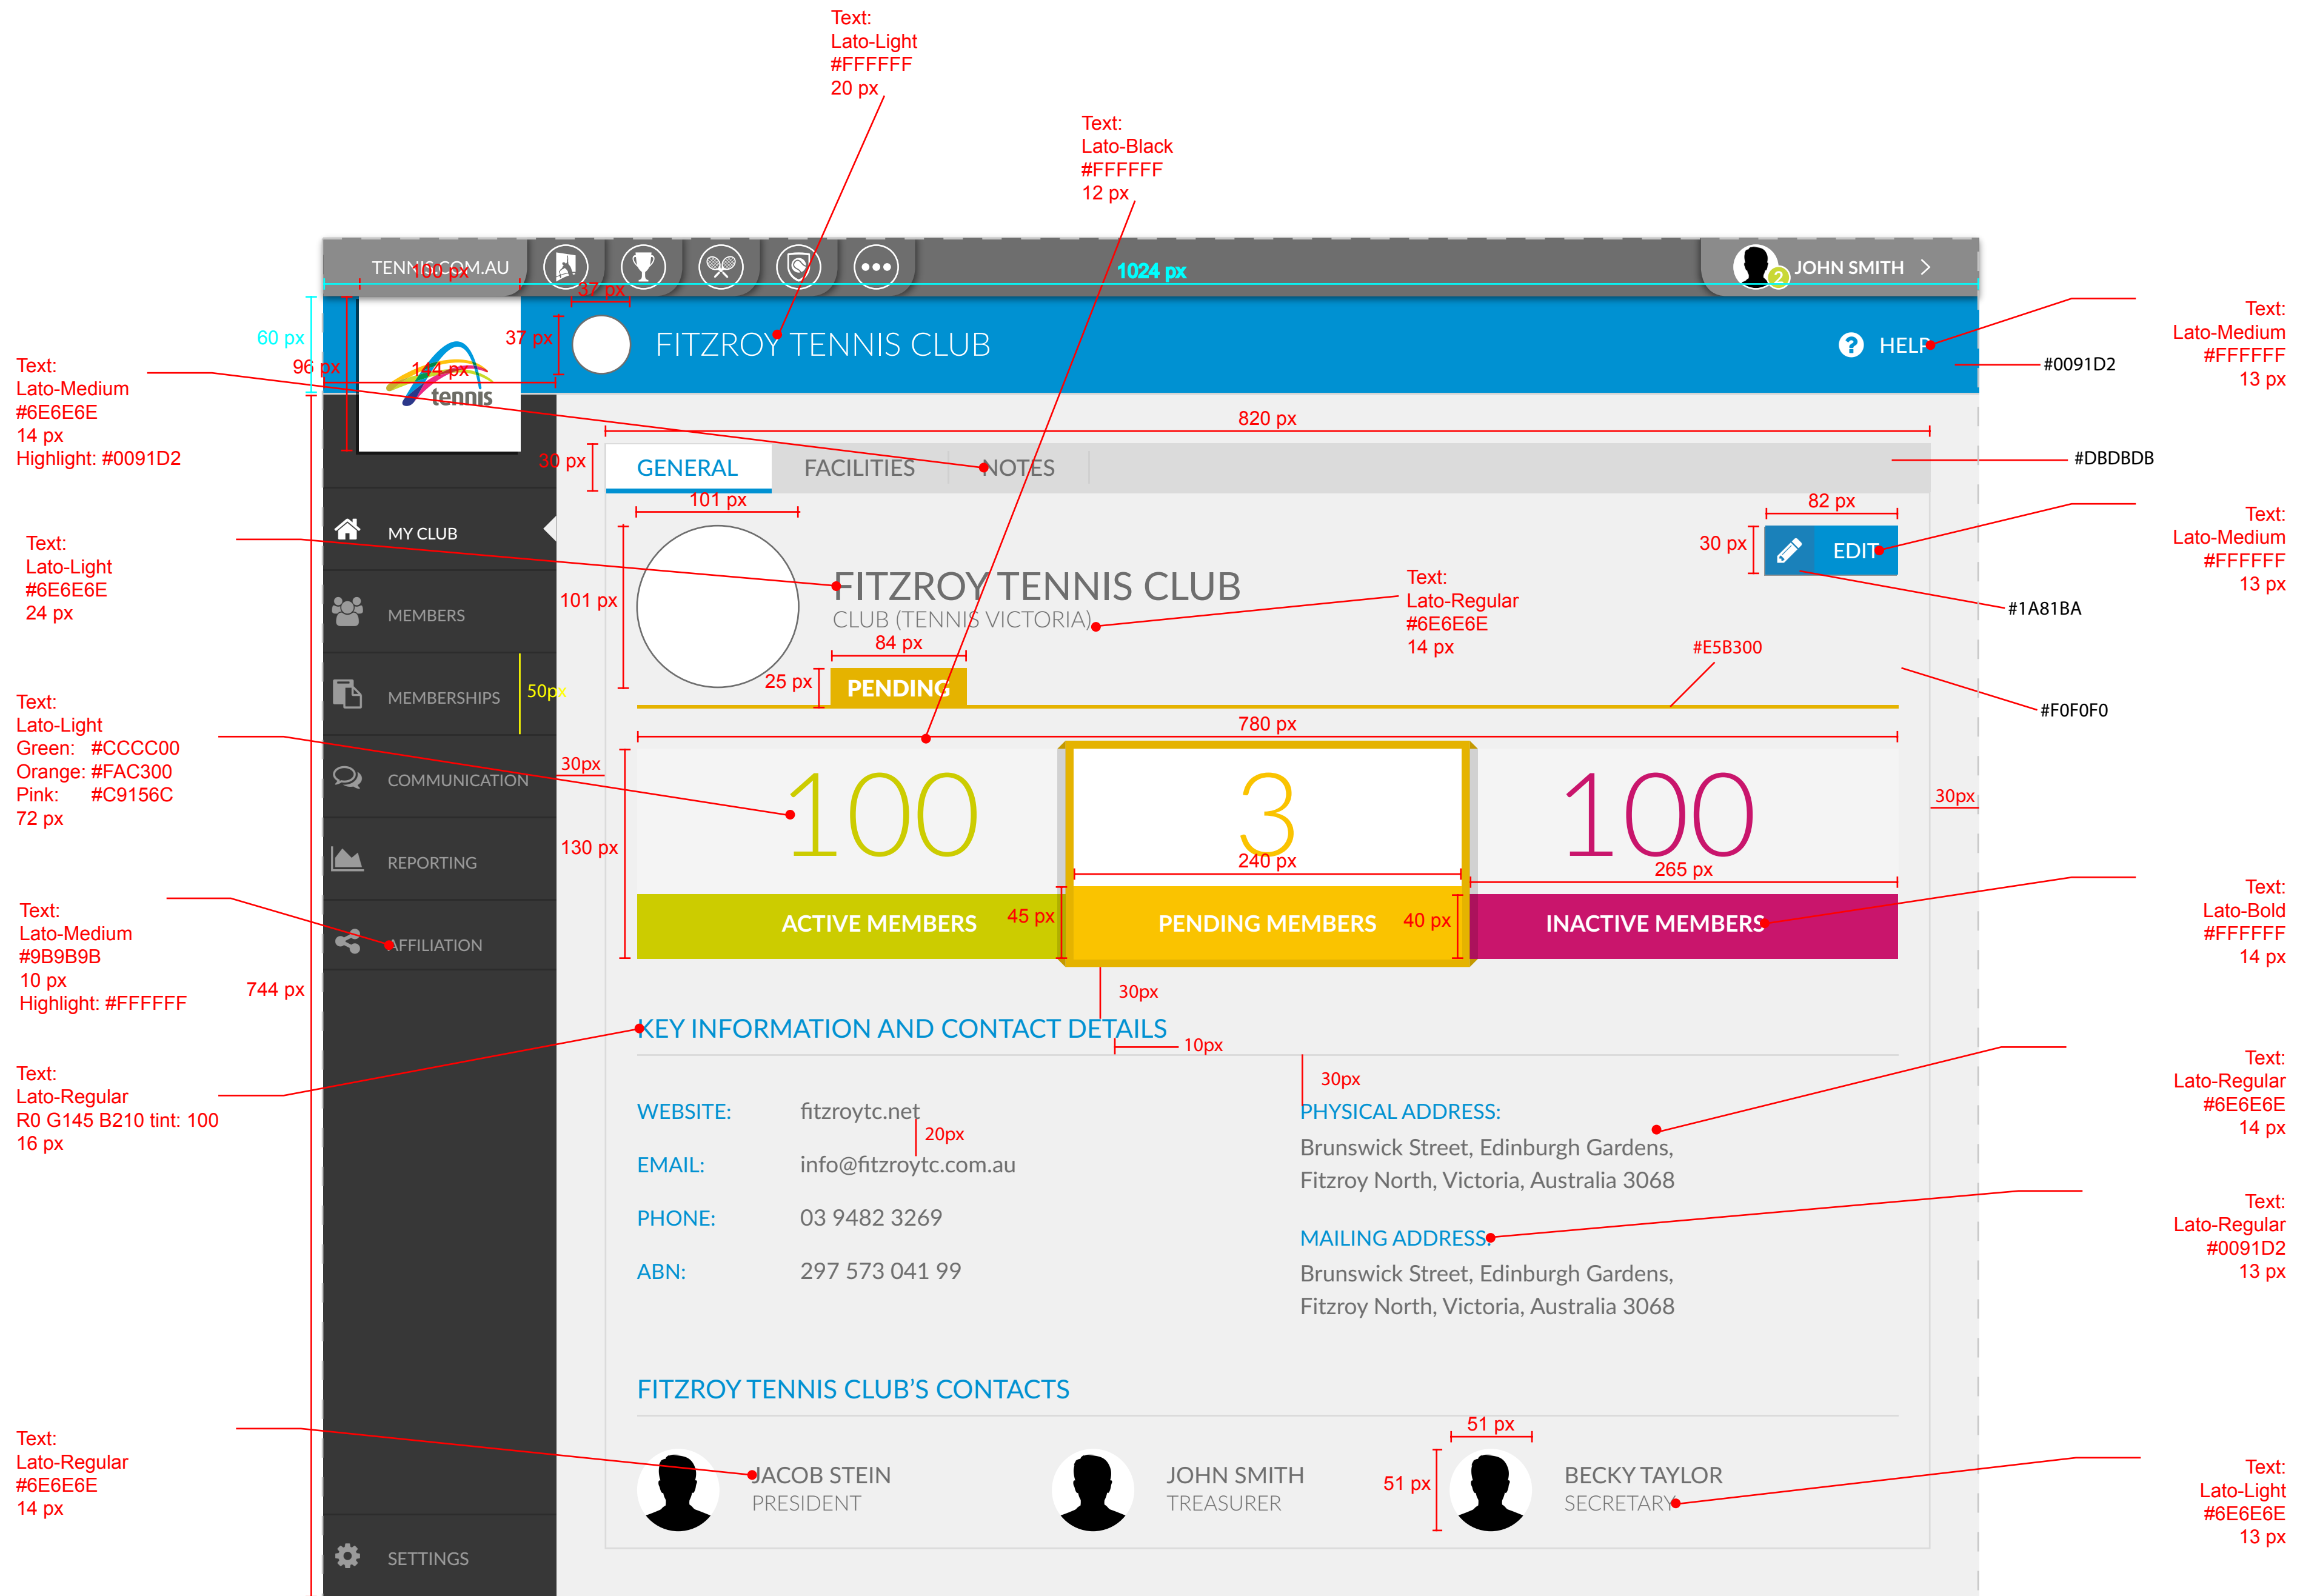 Text:
Lato-Light
#FFFFFF
20 px
Text:
Lato-Black
#FFFFFF
12 px
TENNIS.COM.AU
100 px
37 px
1024 px
2
JOHN SMITH
60 px
96 px
144 px
tennis
37 px
FITZROY TENNIS CLUB
? HELP
Text:
Lato-Medium
#FFFFFF
13 px
#0091D2
Text:
Lato-Medium
#6E6E6E
14 px
Highlight: #0091D2
820 px
30 px
GENERAL
FACILITIES
NOTES
#DBDBDB
101 px
82 px
30 px
EDIT
Text:
Lato-Medium
#FFFFFF
13 px
#1A81BA
MY CLUB
Text:
Lato-Light
#6E6E6E
24 px
101 px
FITZROY TENNIS CLUB
CLUB (TENNIS VICTORIA)
Text:
Lato-Regular
#6E6E6E
14 px
MEMBERS
84 px
25 px
PENDING
#E5B300
#F0F0F0
MEMBERSHIPS
50px
Text:
Lato-Light
Green: #CCCC00
Orange: #FAC300
Pink: #C9156C
72 px
780 px
30px
COMMUNICATION
100
3
100
30px
130 px
240 px
265 px
REPORTING
45 px
40 px
ACTIVE MEMBERS
PENDING MEMBERS
INACTIVE MEMBERS
Text:
Lato-Bold
#FFFFFF
14 px
Text:
Lato-Medium
#9B9B9B
10 px
Highlight: #FFFFFF
AFFILIATION
744 px
30px
KEY INFORMATION AND CONTACT DETAILS
10px
30px
Text:
Lato-Regular
R0 G145 B210 tint: 100
16 px
WEBSITE:
fitzroytc.net
20px
EMAIL:
info@fitzroytc.com.au
PHONE:
03 9482 3269
ABN:
297 573 041 99
PHYSICAL ADDRESS:
Brunswick Street, Edinburgh Gardens,
Fitzroy North, Victoria, Australia 3068
MAILING ADDRESS:
Brunswick Street, Edinburgh Gardens,
Fitzroy North, Victoria, Australia 3068
Text:
Lato-Regular
#6E6E6E
14 px
Text:
Lato-Regular
#0091D2
13 px
FITZROY TENNIS CLUB’S CONTACTS
Text:
Lato-Regular
#6E6E6E
14 px
51 px
51 px
JACOB STEIN
PRESIDENT
JOHN SMITH
TREASURER
BECKY TAYLOR
SECRETARY
Text:
Lato-Light
#6E6E6E
13 px
SETTINGS